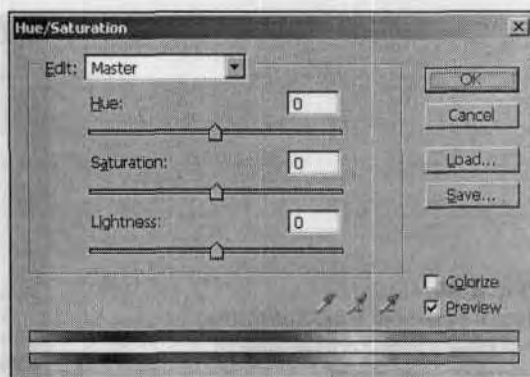 Hue/Saturation
Edit: Master
Hue: 0
Saturation: 0
Lightness: 0
OK
Cancel
Load...
Save...
Colorize
Preview